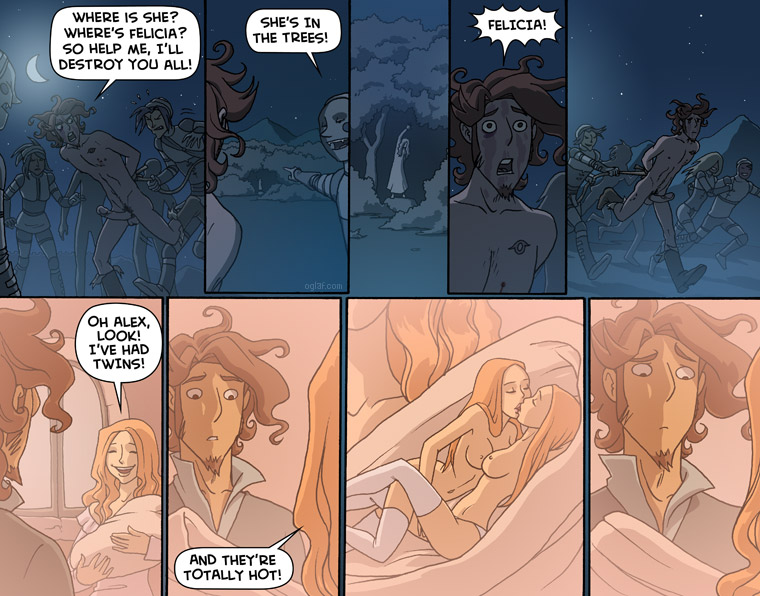 WHERE IS SHE?
WHERE'S FELICIA?
SO HELP ME, I'LL
DESTROY YOU ALL!
SHE'S IN
THE TREES!
oglaf.com
FELICIA!
OH ALEX,
LOOK!
I'VE HAD
TWINS!
AND THEY'RE
TOTALLY HOT!